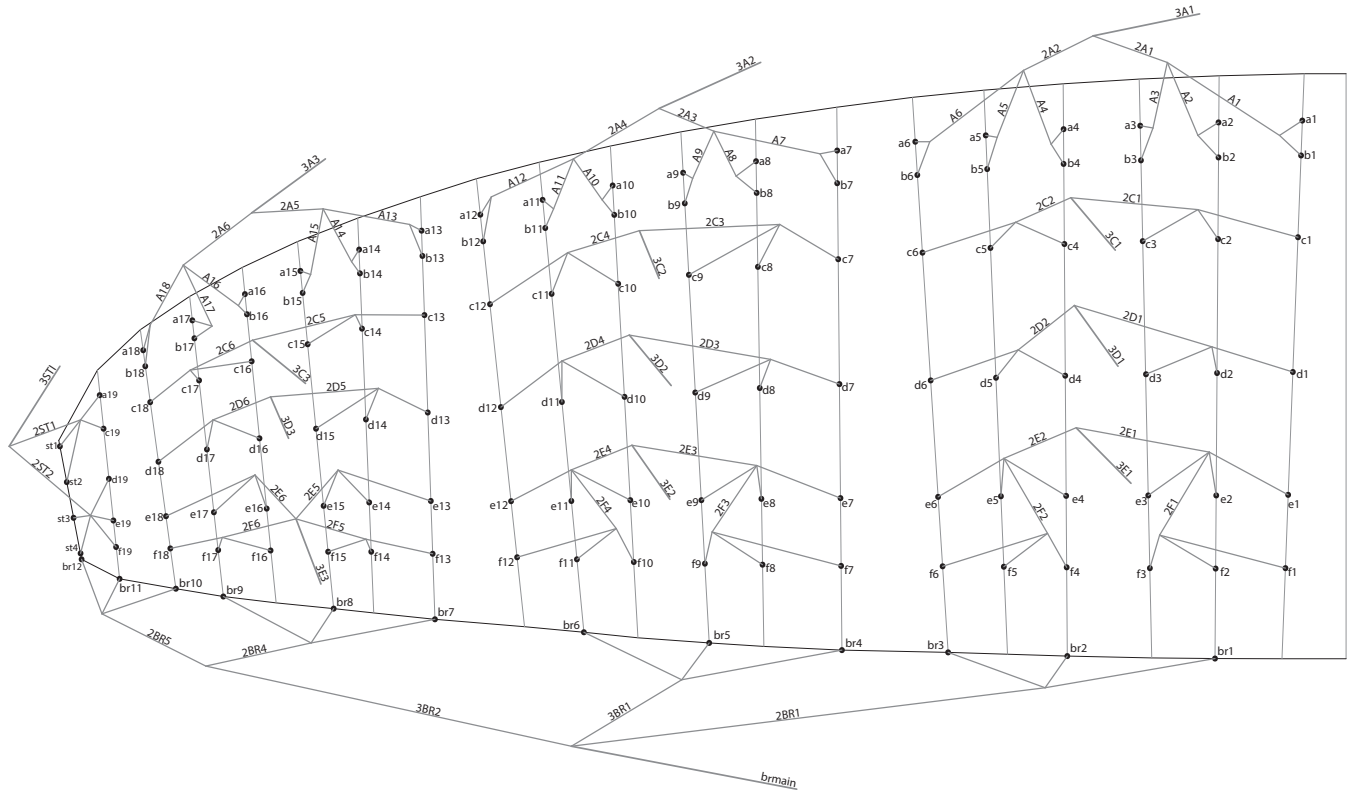 3A1
2A2
2A1
3A2
A6
A5
A4
A3
A2
A1
2A4
2A3
a6
a5
a4
a3
a2
a1
b6
b5
b4
b3
b2
b1
3A3
A12
A11
A10
A9
A8
A7
a12
a11
a10
a9
a8
a7
b12
b11
b10
b9
b8
b7
2C2
2C1
3C1
c6
c5
c4
c3
c2
c1
2A6
2A5
A18
A16
A17
A15
A14
A13
a18
a17
a16
a15
a14
a13
b18
b17
b16
b15
b14
b13
2C4
2C3
3C2
c12
c11
c10
c9
c8
c7
2D2
2D1
3D1
d6
d5
d4
d3
d2
d1
2C6
2C5
3C3
c18
c17
c16
c15
c14
c13
2D4
2D3
3D2
d12
d11
d10
d9
d8
d7
3STI
2ST1
2ST2
a19
c19
st1
st2
d19
st3
e19
st4
f19
2D6
2D5
3D3
d18
d17
d16
d15
d14
d13
2E6
2E5
e18
e17
e16
e15
e14
e13
2F6
2F5
3E3
f18
f17
f16
f15
f14
f13
2E4
2E3
3E2
e12
e11
e10
e9
e8
e7
2F4
2F3
f12
f11
f10
f9
f8
f7
2E2
2E1
3E1
e6
e5
e4
e3
e2
e1
2F2
2F1
f6
f5
f4
f3
f2
f1
br12
br11
br10
br9
br8
br7
br6
br5
br4
br3
br2
br1
2BR5
2BR4
3BR2
3BR1
2BR1
brmain